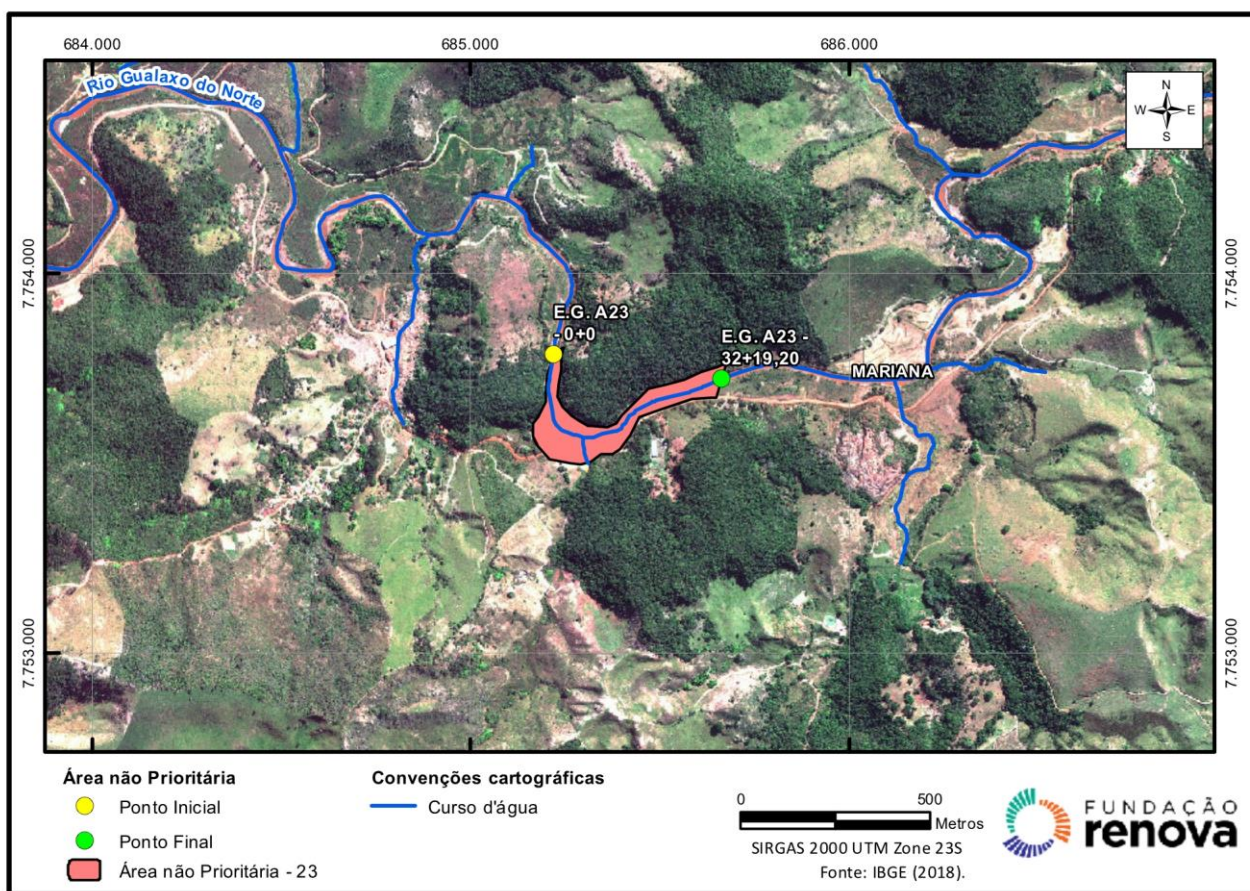 684.000
685.000
686.000
Rio Gualaxo do Norte
N
W E
S
7.754.000
7.754.000
E.G. A23
- 0+0
E.G. A23 -
32+19,20
MARIANA
7.753.000
7.753.000
Área não Prioritária
Ponto Inicial
Ponto Final
Área não Prioritária - 23
Convenções cartográficas
Curso d'água
0 500
Metros
SIRGAS 2000 UTM Zone 23S
Fonte: IBGE (2018).
FUNDAÇÃO
renova